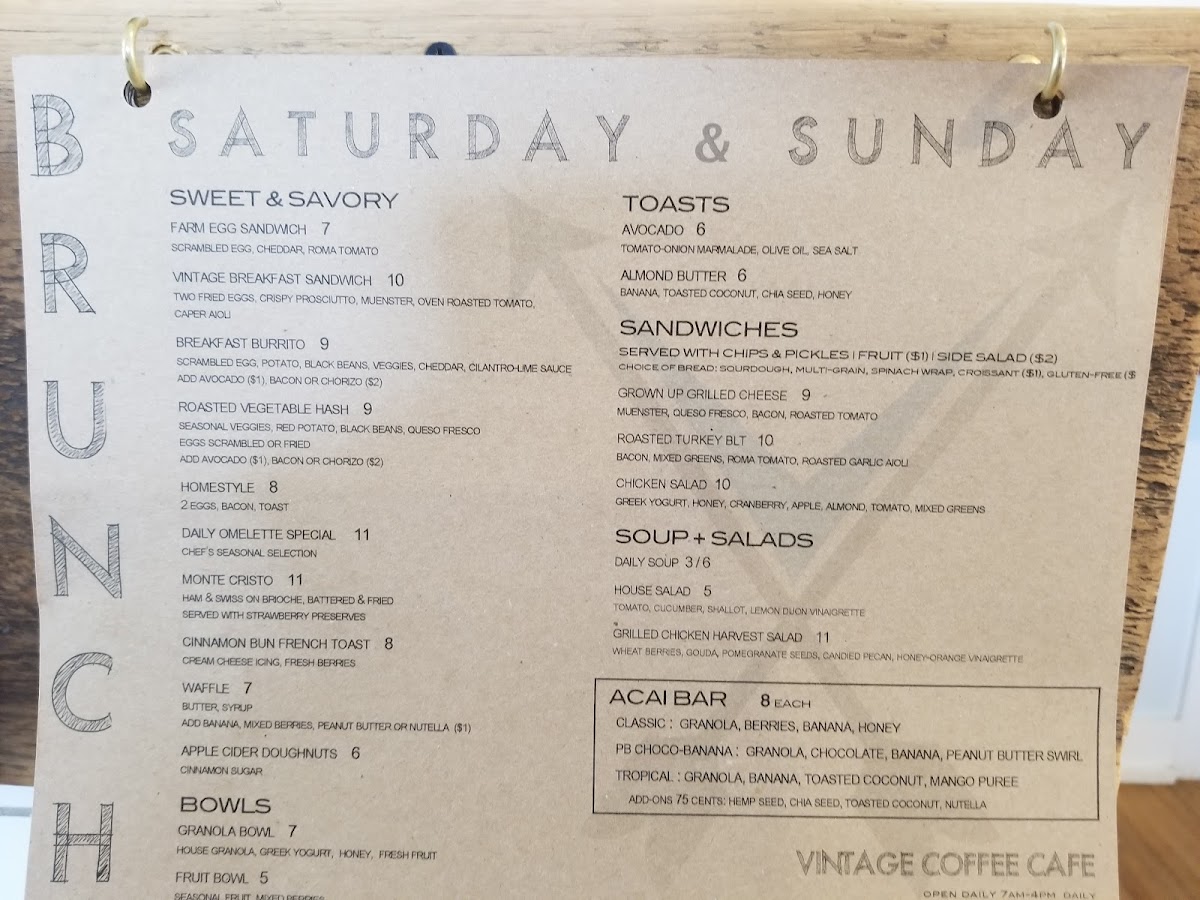 BRUNCH
SATURDAY & SUNDAY
SWEET & SAVORY
FARM EGG SANDWICH 7
SCRAMBLED EGG, CHEDDAR, ROMA TOMATO
VINTAGE BREAKFAST SANDWICH 10
TWO FRIED EGGS, CRISPY PROSCIUTTO, MUENSTER, OVEN ROASTED TOMATO,
CAPER AIOLI
BREAKFAST BURRITO 9
SCRAMBLED EGG, POTATO, BLACK BEANS, VEGGIES, CHEDDAR, CILANTRO-LIME SAUCE
ADD AVOCADO ($1), BACON OR CHORIZO ($2)
ROASTED VEGETABLE HASH 9
SEASONAL VEGGIES, RED POTATO, BLACK BEANS, QUESO FRESCO
EGGS SCRAMBLED OR FRIED
ADD AVOCADO ($1), BACON OR CHORIZO ($2)
HOMESTYLE 8
2 EGGS, BACON, TOAST
DAILY OMELETTE SPECIAL 11
CHEF'S SEASONAL SELECTION
MONTE CRISTO 11
HAM & SWISS ON BRIOCHE, BATTERED & FRIED
SERVED WITH STRAWBERRY PRESERVES
CINNAMON BUN FRENCH TOAST 8
CREAM CHEESE ICING, FRESH BERRIES
WAFFLE 7
BUTTER, SYRUP
ADD BANANA, MIXED BERRIES, PEANUT BUTTER OR NUTELLA ($1)
APPLE CIDER DOUGHNUTS 6
CINNAMON SUGAR
BOWLS
GRANOLA BOWL 7
HOUSE GRANOLA, GREEK YOGURT, HONEY, FRESH FRUIT
FRUIT BOWL 5
SEASONAL FRUIT, MIXED BERRIES
TOASTS
AVOCADO 6
TOMATO-ONION MARMALADE, OLIVE OIL, SEA SALT
ALMOND BUTTER 6
BANANA, TOASTED COCONUT, CHIA SEED, HONEY
SANDWICHES
SERVED WITH CHIPS & PICKLES | FRUIT ($1) | SIDE SALAD ($2)
CHOICE OF BREAD: SOURDOUGH, MULTI-GRAIN, SPINACH WRAP, CROISSANT ($1), GLUTEN-FREE ($
GROWN UP GRILLED CHEESE 9
MUENSTER, QUESO FRESCO, BACON, ROASTED TOMATO
ROASTED TURKEY BLT 10
BACON, MIXED GREENS, ROMA TOMATO, ROASTED GARLIC AIOLI
CHICKEN SALAD 10
GREEK YOGURT, HONEY, CRANBERRY, APPLE, ALMOND, TOMATO, MIXED GREENS
SOUP + SALADS
DAILY SOUP 3/6
HOUSE SALAD 5
TOMATO, CUCUMBER, SHALLOT, LEMON DIJON VINAIGRETTE
GRILLED CHICKEN HARVEST SALAD 11
WHEAT BERRIES, GOUDA, POMEGRANATE SEEDS, CANDIED PECAN, HONEY-ORANGE VINAIGRETTE
ACAI BAR 8 EACH
CLASSIC : GRANOLA, BERRIES, BANANA, HONEY
PB CHOCO-BANANA : GRANOLA, CHOCOLATE, BANANA, PEANUT BUTTER SWIRL
TROPICAL : GRANOLA, BANANA, TOASTED COCONUT, MANGO PUREE
ADD-ONS 75 CENTS: HEMP SEED, CHIA SEED, TOASTED COCONUT, NUTELLA
VINTAGE COFFEE CAFE
OPEN DAILY 7AM-4PM DAILY